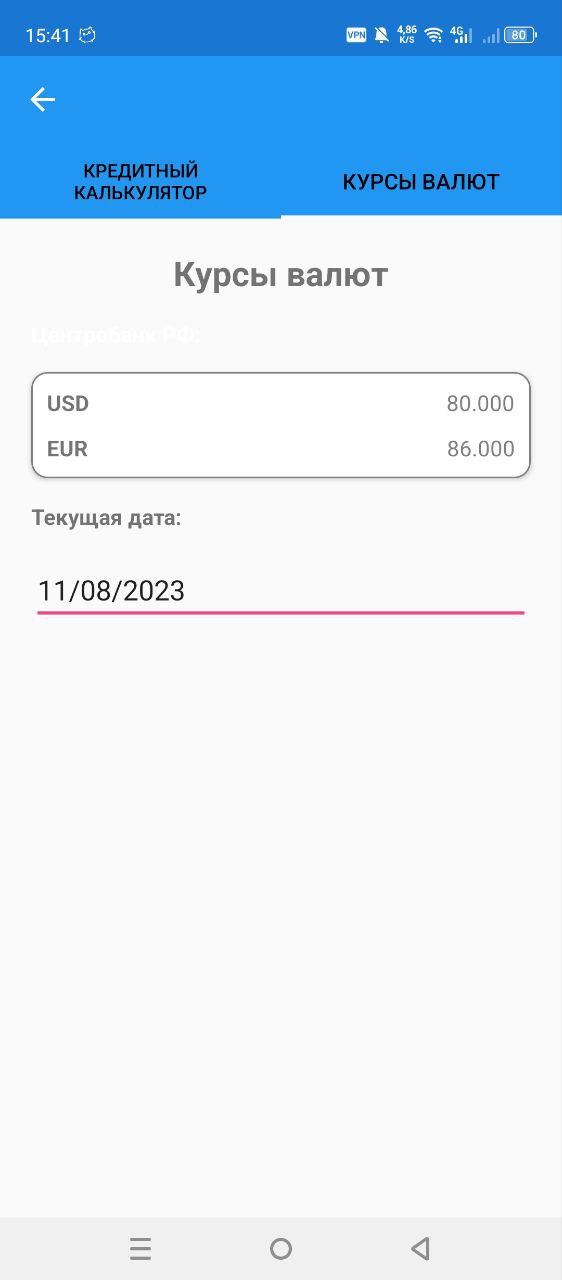 15:41
VPN 4,86 K/S 4G 80
КРЕДИТНЫЙ
КАЛЬКУЛЯТОР
КУРСЫ ВАЛЮТ
Курсы валют
Центробанк РФ:
USD 80.000
EUR 86.000
Текущая дата:
11/08/2023